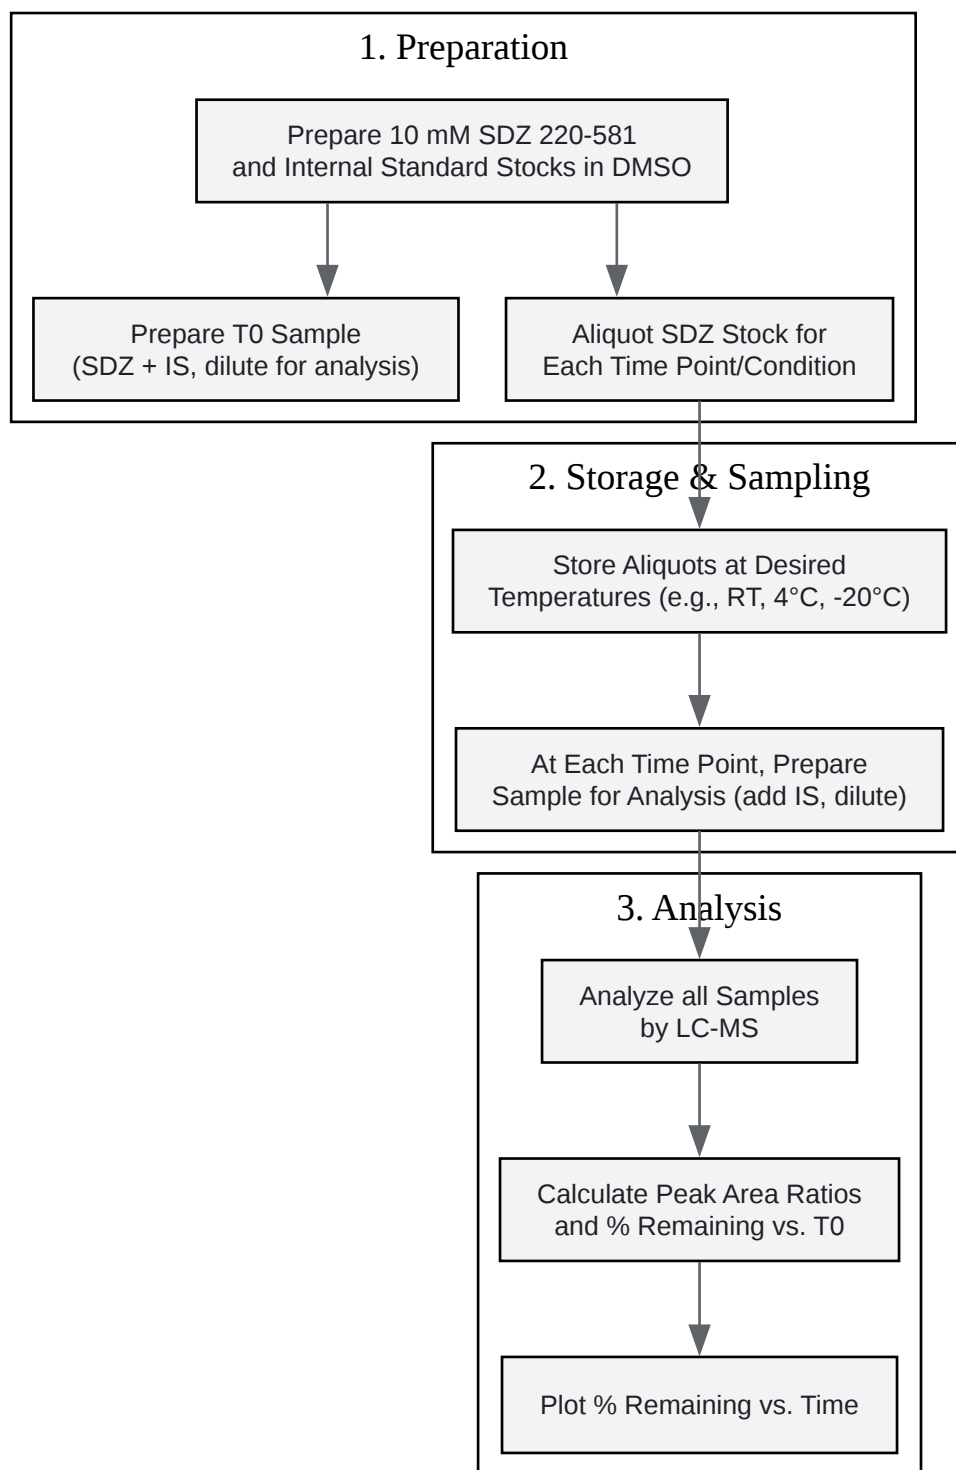 1. Preparation
Prepare 10 mM SDZ 220-581
and Internal Standard Stocks in DMSO
Prepare T0 Sample
(SDZ + IS, dilute for analysis)
Aliquot SDZ Stock for
Each Time Point/Condition
2. Storage & Sampling
Store Aliquots at Desired
Temperatures (e.g., RT, 4°C, -20°C)
At Each Time Point, Prepare
Sample for Analysis (add IS, dilute)
3. Analysis
Analyze all Samples
by LC-MS
Calculate Peak Area Ratios
and % Remaining vs. T0
Plot % Remaining vs. Time